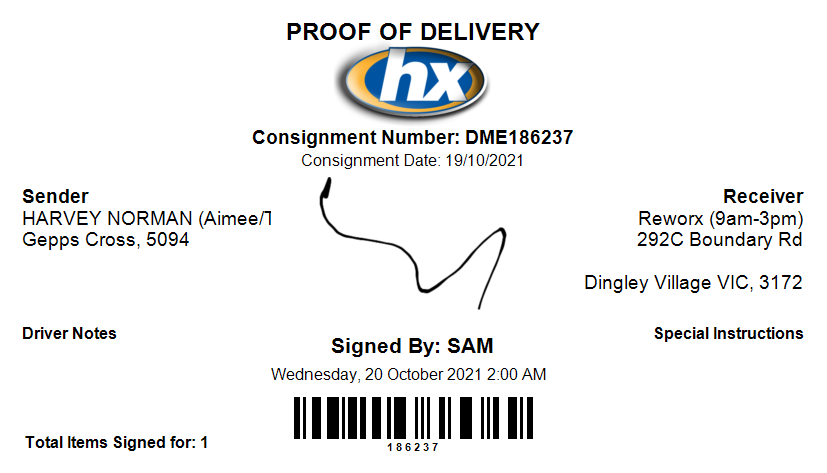 PROOF OF DELIVERY
hx
Consignment Number: DME186237
Consignment Date: 19/10/2021
Sender
HARVEY NORMAN (Aimee/T
Gepps Cross, 5094
Receiver
Reworx (9am-3pm)
292C Boundary Rd
Dingley Village VIC, 3172
Driver Notes
Special Instructions
Signed By: SAM
Wednesday, 20 October 2021 2:00 AM
186237
Total Items Signed for: 1